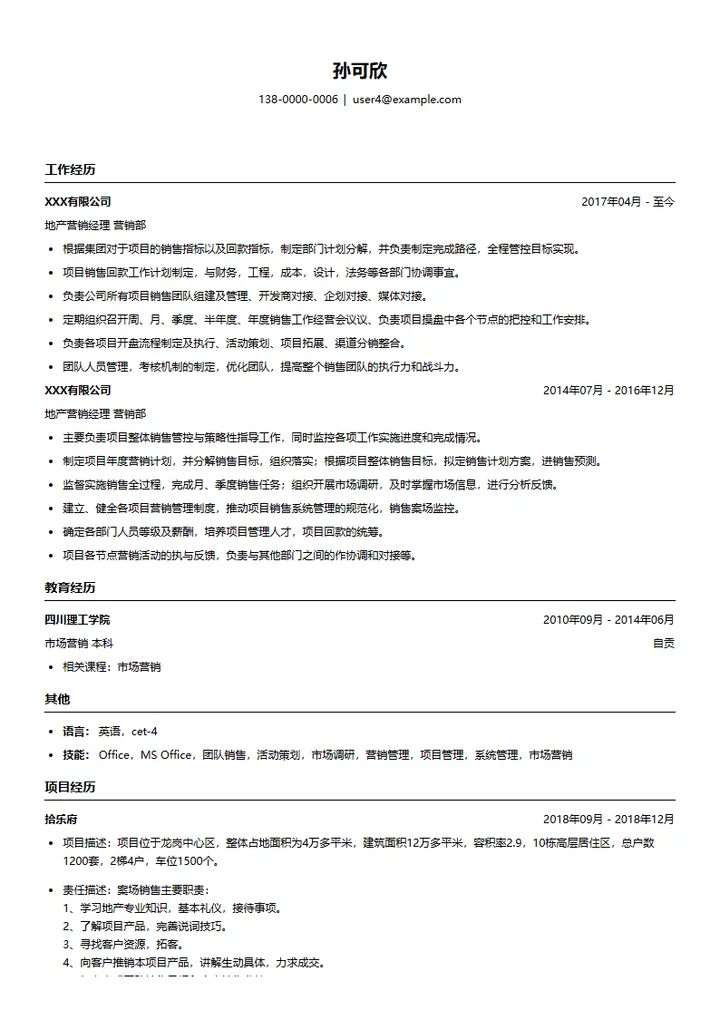 孙可欣
138-0000-0006 | user4@example.com
工作经历
XXX有限公司 2017年04月 - 至今
地产营销经理 营销部
• 根据集团对于项目的销售指标以及回款指标，制定部门计划分解，并负责制定完成路径，全程管控目标实现。
• 项目销售回款工作计划制定，与财务，工程，成本，设计，法务等各部门协调事宜。
• 负责公司所有项目销售团队组建及管理、开发商对接、企划对接、媒体对接。
• 定期组织召开周、月、季度、半年度、年度销售工作经营会议议、负责项目操盘中各个节点的把控和工作安排。
• 负责各项目开盘流程制定及执行、活动策划、项目拓展、渠道分销整合。
• 团队人员管理，考核机制的制定，优化团队，提高整个销售团队的执行力和战斗力。
XXX有限公司 2014年07月 - 2016年12月
地产营销经理 营销部
• 主要负责项目整体销售管控与策略性指导工作，同时监控各项工作实施进度和完成情况。
• 制定项目年度营销计划，并分解销售目标，组织落实；根据项目整体销售目标，拟定销售计划方案，进销售预测。
• 监督实施销售全过程，完成月、季度销售任务；组织开展市场调研，及时掌握市场信息，进行分析反馈。
• 建立、健全各项目营销管理制度，推动项目销售系统管理的规范化，销售案场监控。
• 确定各部门人员等级及薪酬，培养项目管理人才，项目回款的统筹。
• 项目各节点营销活动的执与反馈，负责与其他部门之间的作协调和对接等。
教育经历
四川理工学院 2010年09月 - 2014年06月
市场营销 本科 自贡
• 相关课程：市场营销
其他
• 语言： 英语，cet-4
• 技能： Office，MS Office，团队销售，活动策划，市场调研，营销管理，项目管理，系统管理，市场营销
项目经历
拾乐府 2018年09月 - 2018年12月
• 项目描述：项目位于龙岗中心区，整体占地面积为4万多平米，建筑面积12万多平米，容积率2.9，10栋高层居住区，总户数
1200套，2梯4户，车位1500个。
• 责任描述：案场销售主要职责：
1、学习地产专业知识，基本礼仪，接待事项。
2、了解项目产品，完善说词技巧。
3、寻找客户资源，拓客。
4、向客户推销本项目产品，讲解生动具体，力求成交。